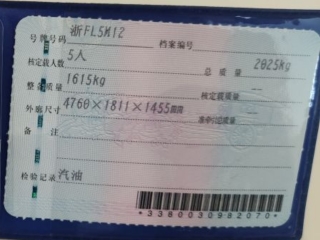 号牌号码 浙FL5M12 档案编号
核定载人数 5人 总质量 2025kg
整备质量 1615kg 核定载质量 --
外廓尺寸 4760×1811×1455mm 准牵引总质量 --
备注
检验记录 汽油
*3380030982070*